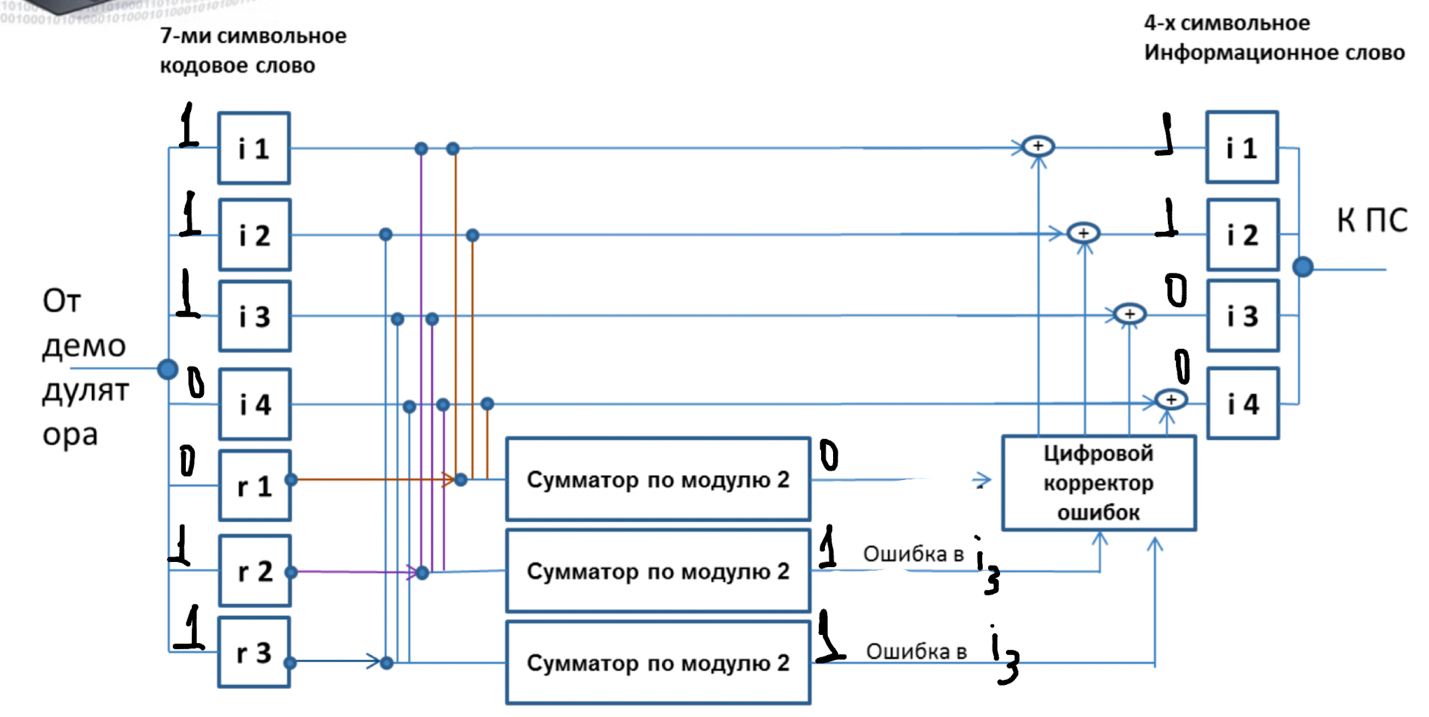 7-ми символьное
кодовое слово
4-х символьное
Информационное слово
1
i 1
+
1
i 1
1
i 2
+
1
i 2
К ПС
1
i 3
+
0
i 3
От
демо
дулят
ора
0
i 4
+
0
i 4
0
r 1
Сумматор по модулю 2
0
Цифровой
корректор
ошибок
1
r 2
Сумматор по модулю 2
1
Ошибка в i3
1
r 3
Сумматор по модулю 2
1
Ошибка в i3